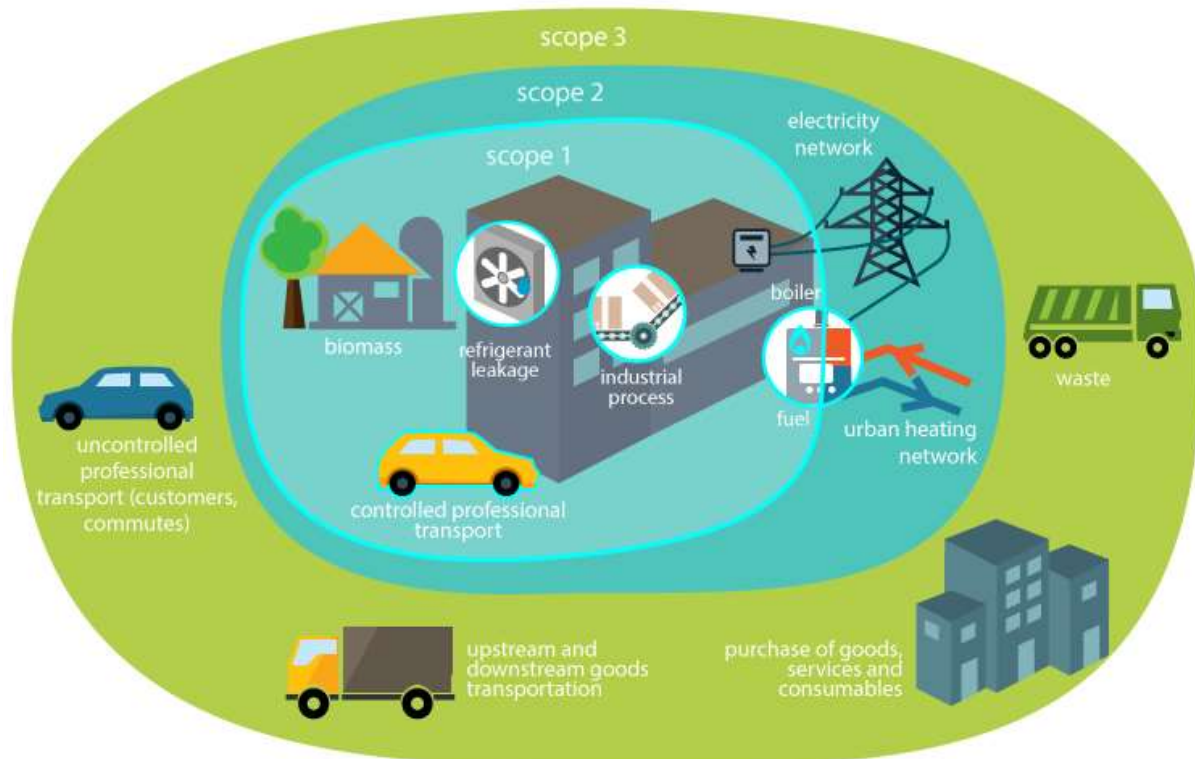 scope 3
scope 2
scope 1
electricity
network
biomass
refrigerant
leakage
industrial
process
boiler
fuel
urban heating
network
waste
uncontrolled
professional
transport (customers,
commutes)
controlled professional
transport
upstream and
downstream goods
transportation
purchase of goods,
services and
consumables